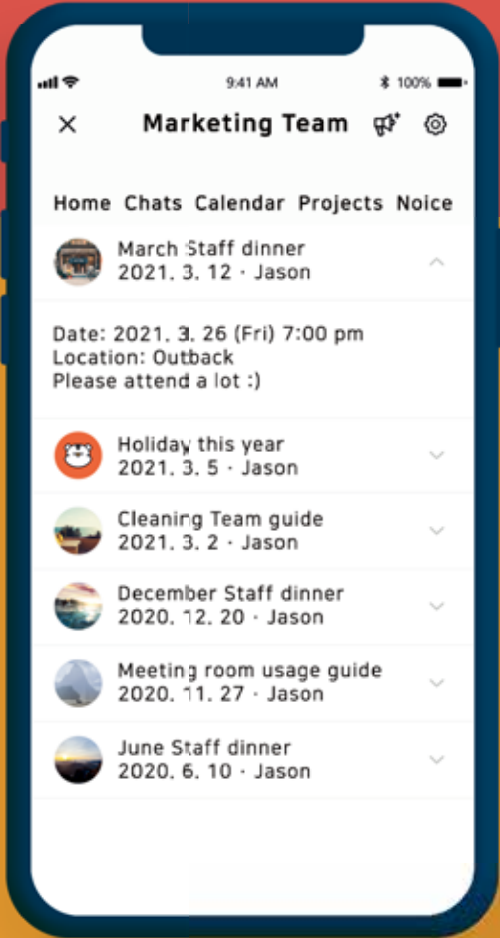 9:41 AM
100%
Marketing Team
Home Chats Calendar Projects Noice
March Staff dinner
2021. 3. 12 · Jason
Date: 2021. 3. 26 (Fri) 7:00 pm
Location: Outback
Please attend a lot :)
Holiday this year
2021. 3. 5 · Jason
Cleaning Team guide
2021. 3. 2 · Jason
December Staff dinner
2020. 12. 20 · Jason
Meeting room usage guide
2020. 11. 27 · Jason
June Staff dinner
2020. 6. 10 · Jason